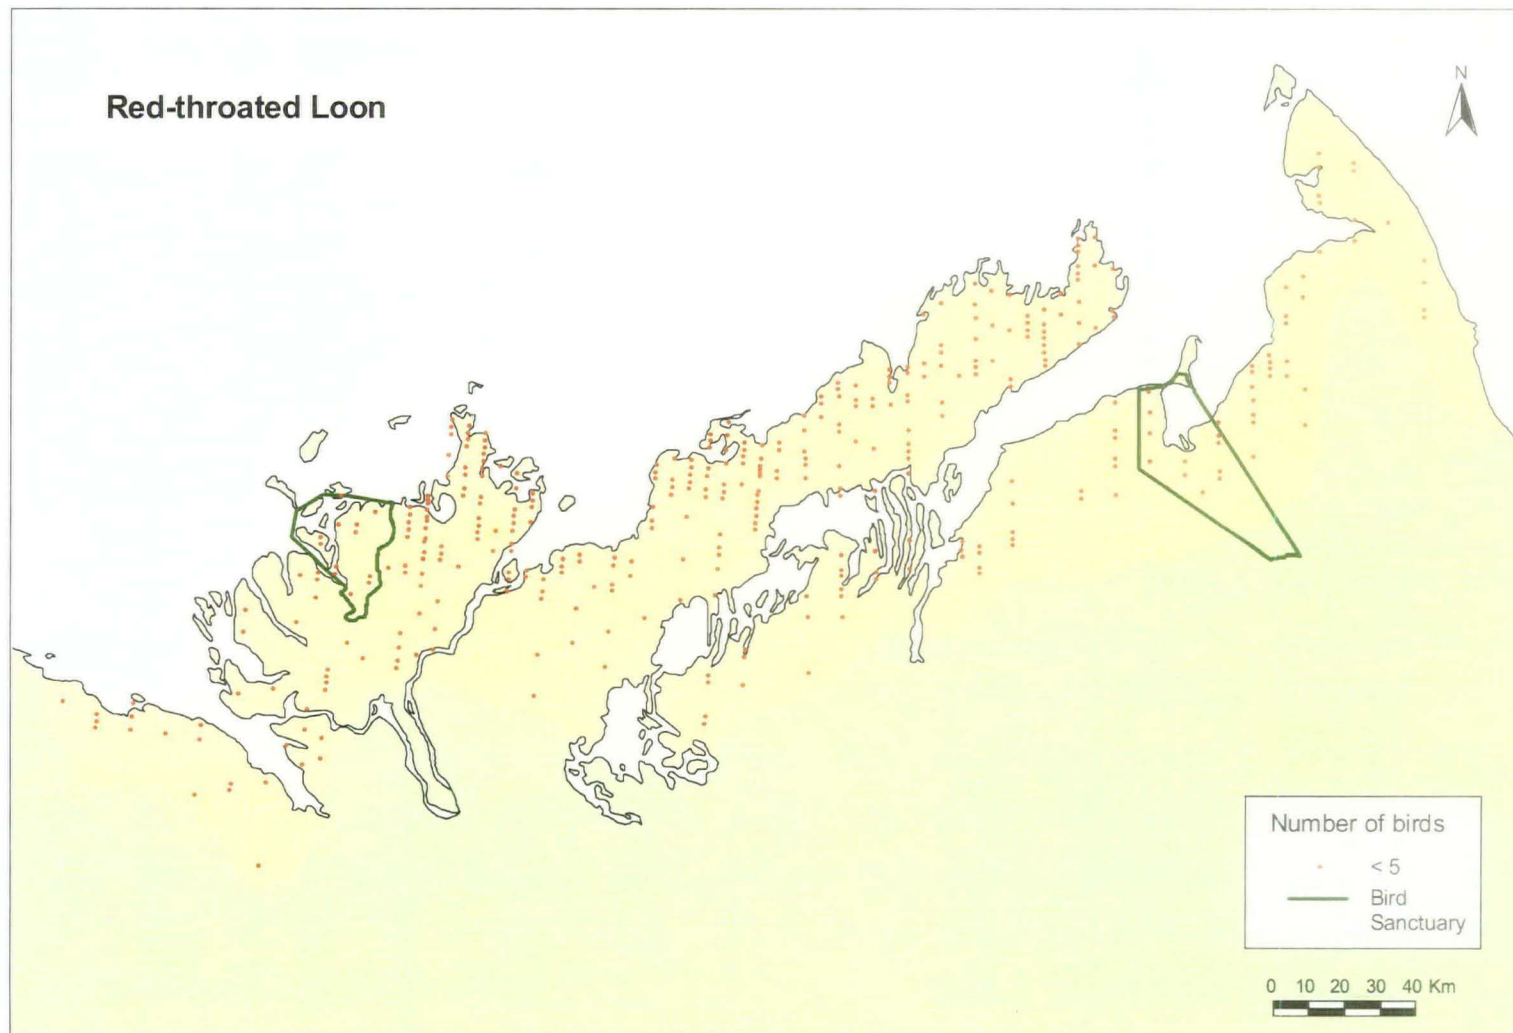 Red-throated Loon
N
Number of birds
< 5
Bird
Sanctuary
0 10 20 30 40 Km